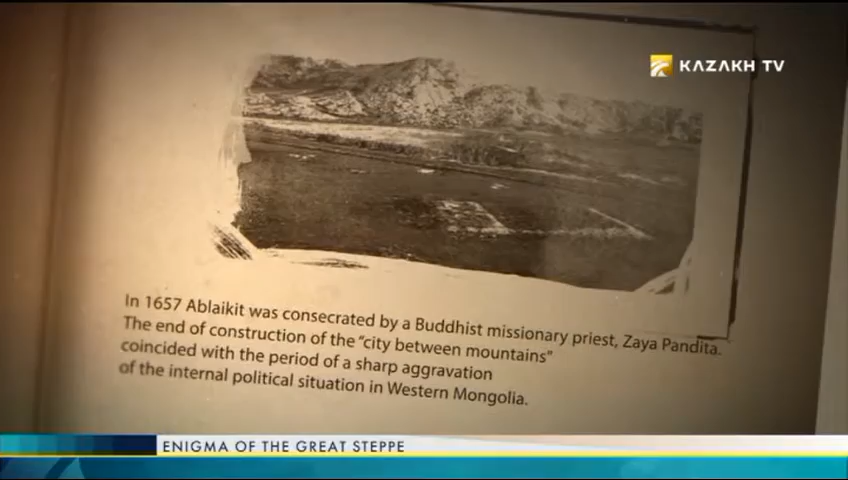 KAZAKH TV
In 1657 Ablaikit was consecrated by a Buddhist missionary priest, Zaya Pandita.
The end of construction of the "city between mountains"
coincided with the period of a sharp aggravation
of the internal political situation in Western Mongolia.
ENIGMA OF THE GREAT STEPPE